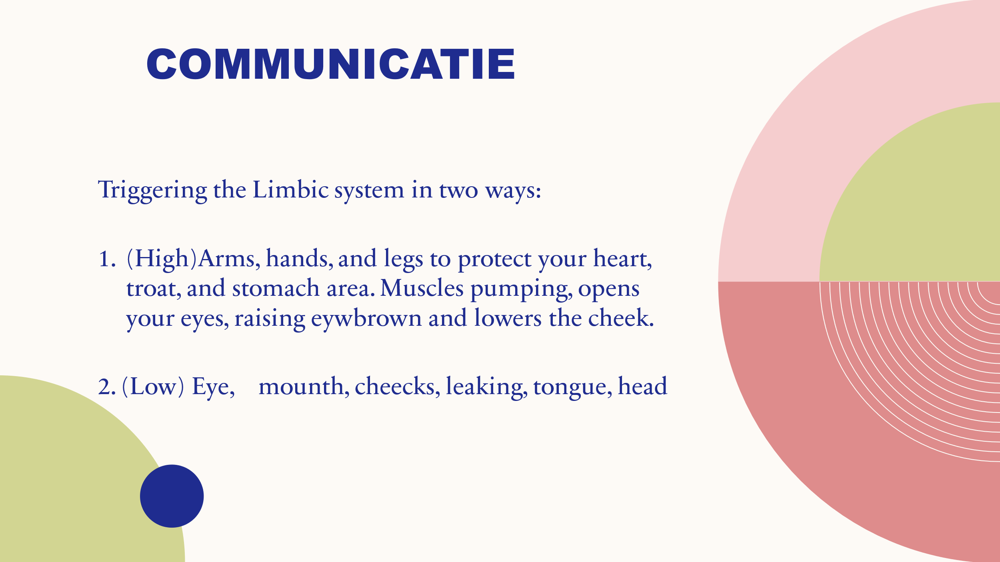 COMMUNICATIE
Triggering the Limbic system in two ways:
1. (High)Arms, hands, and legs to protect your heart,
troat, and stomach area. Muscles pumping, opens
your eyes, raising eywbrown and lowers the cheek.
2. (Low) Eye, mounth, cheecks, leaking, tongue, head